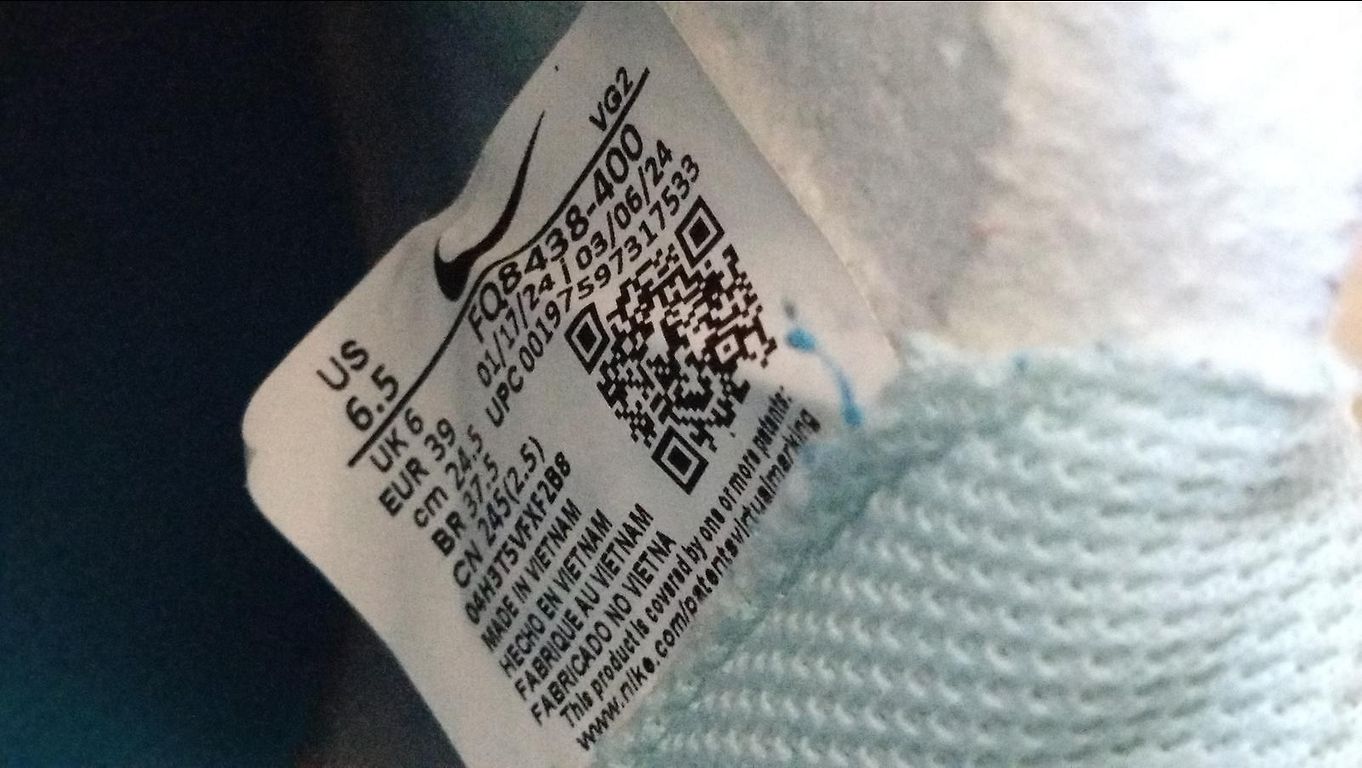 VG2
US
6.5
FQ8438-400
01/17/24 | 03/06/24
UPC 00197597317533
UK 6
EUR 39
cm 24.5
BR 37.5
CN 245(2.5)
04H3T5VFXF2B8
MADE IN VIETNAM
HECHO EN VIETNAM
FABRIQUE AU VIETNAM
FABRICADO NO VIETNA
This product is covered by one or more patents:
www.nike.com/patentsvirtualmarking